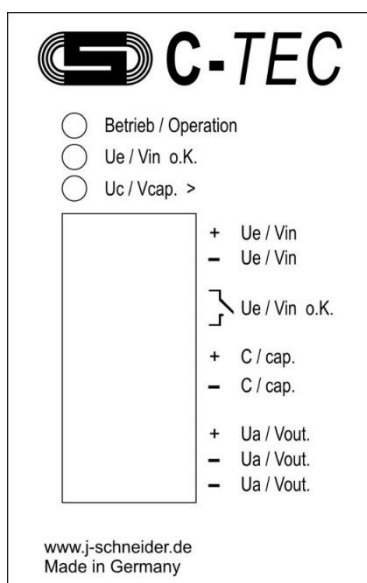 C-TEC
Betrieb / Operation
Ue / Vin o.K.
Uc / Vcap. >
+ Ue / Vin
− Ue / Vin
Ue / Vin o.K.
+ C / cap.
− C / cap.
+ Ua / Vout.
− Ua / Vout.
− Ua / Vout.
www.j-schneider.de
Made in Germany